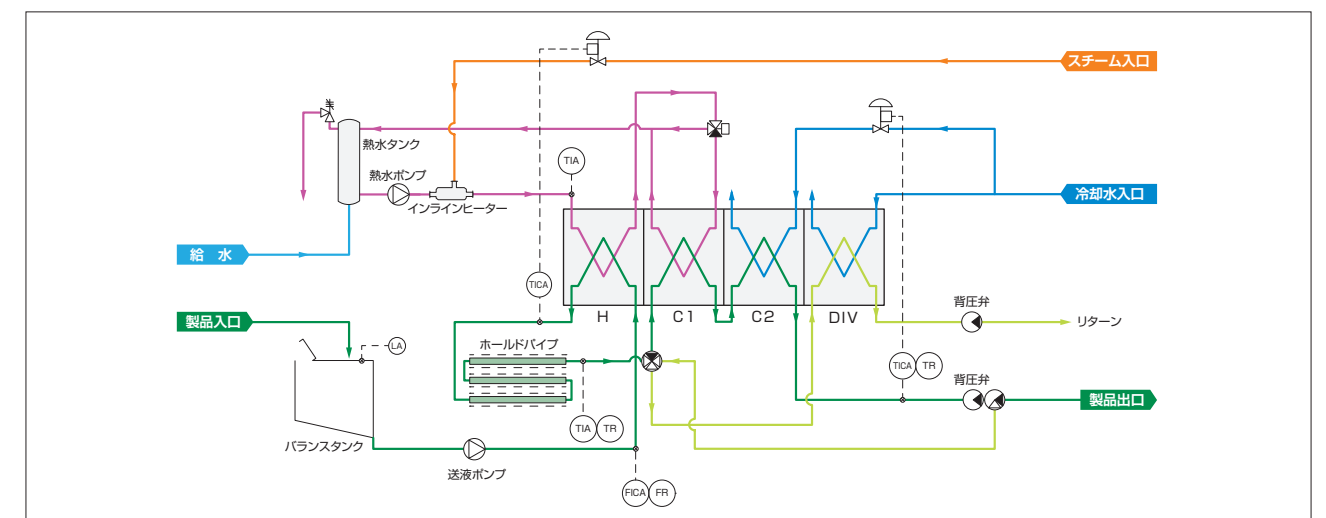 スチーム入口
熱水タンク
熱水ポンプ
TIA
インラインヒーター
冷却水入口
給 水
TICA
製品入口
H
C1
C2
DIV
背圧弁
リターン
LA
ホールドパイプ
TICA
TR
背圧弁
製品出口
TIA
TR
バランスタンク
送液ポンプ
FICA
FR